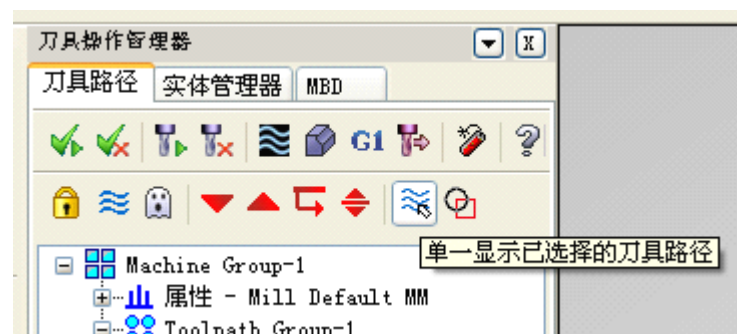 刀具操作管理器
刀具路径 实体管理器 MBD
G1
单一显示已选择的刀具路径
Machine Group-1
属性 - Mill Default MM
Toolpath Group-1